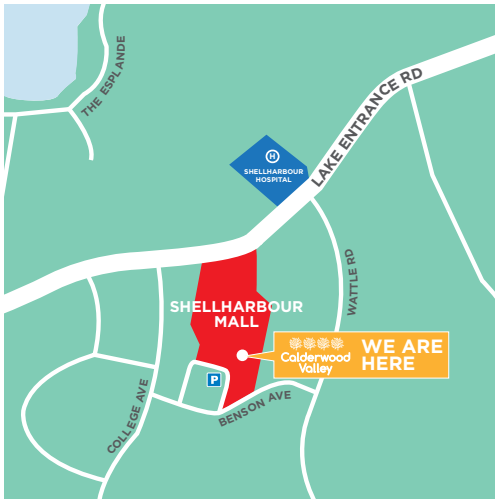 THE ESPLANDE
LAKE ENTRANCE RD
H
SHELLHARBOUR
HOSPITAL
WATTLE RD
SHELLHARBOUR
MALL
Calderwood
Valley
WE ARE
HERE
P
COLLEGE AVE
BENSON AVE